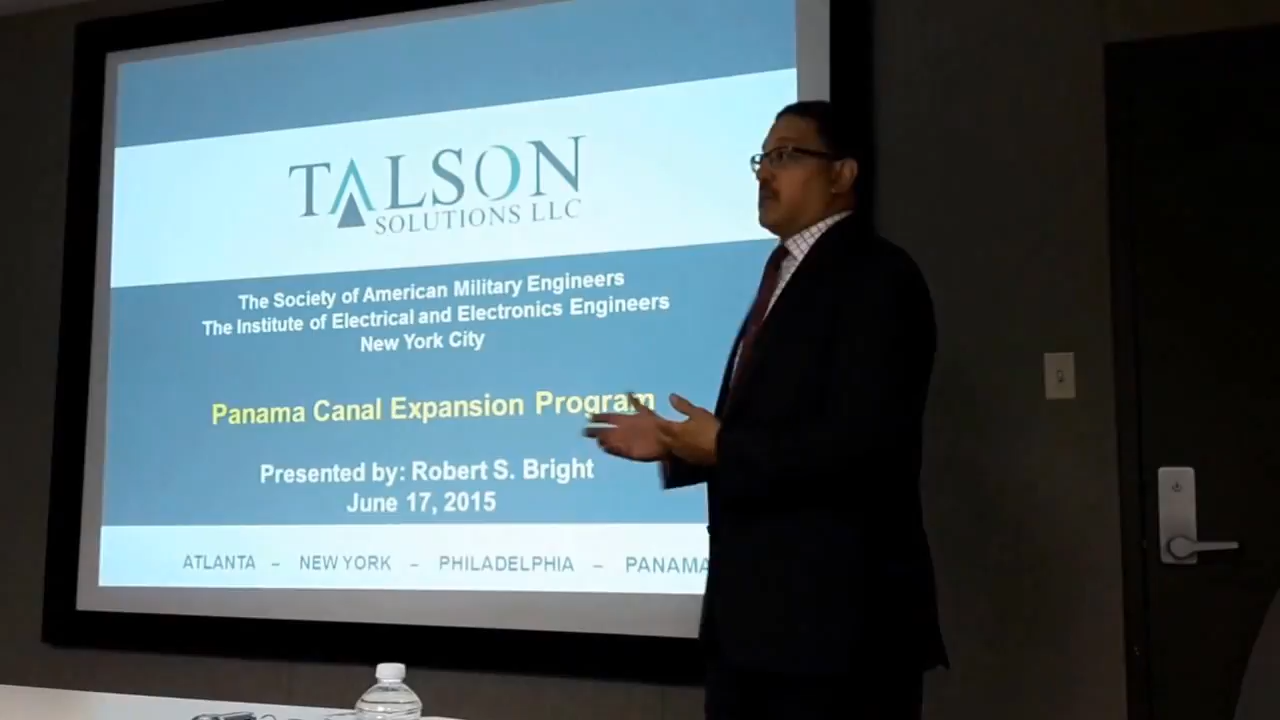 TALSON
SOLUTIONS LLC
The Society of American Military Engineers
The Institute of Electrical and Electronics Engineers
New York City
Panama Canal Expansion Program
Presented by: Robert S. Bright
June 17, 2015
ATLANTA – NEW YORK – PHILADELPHIA – PANAMA